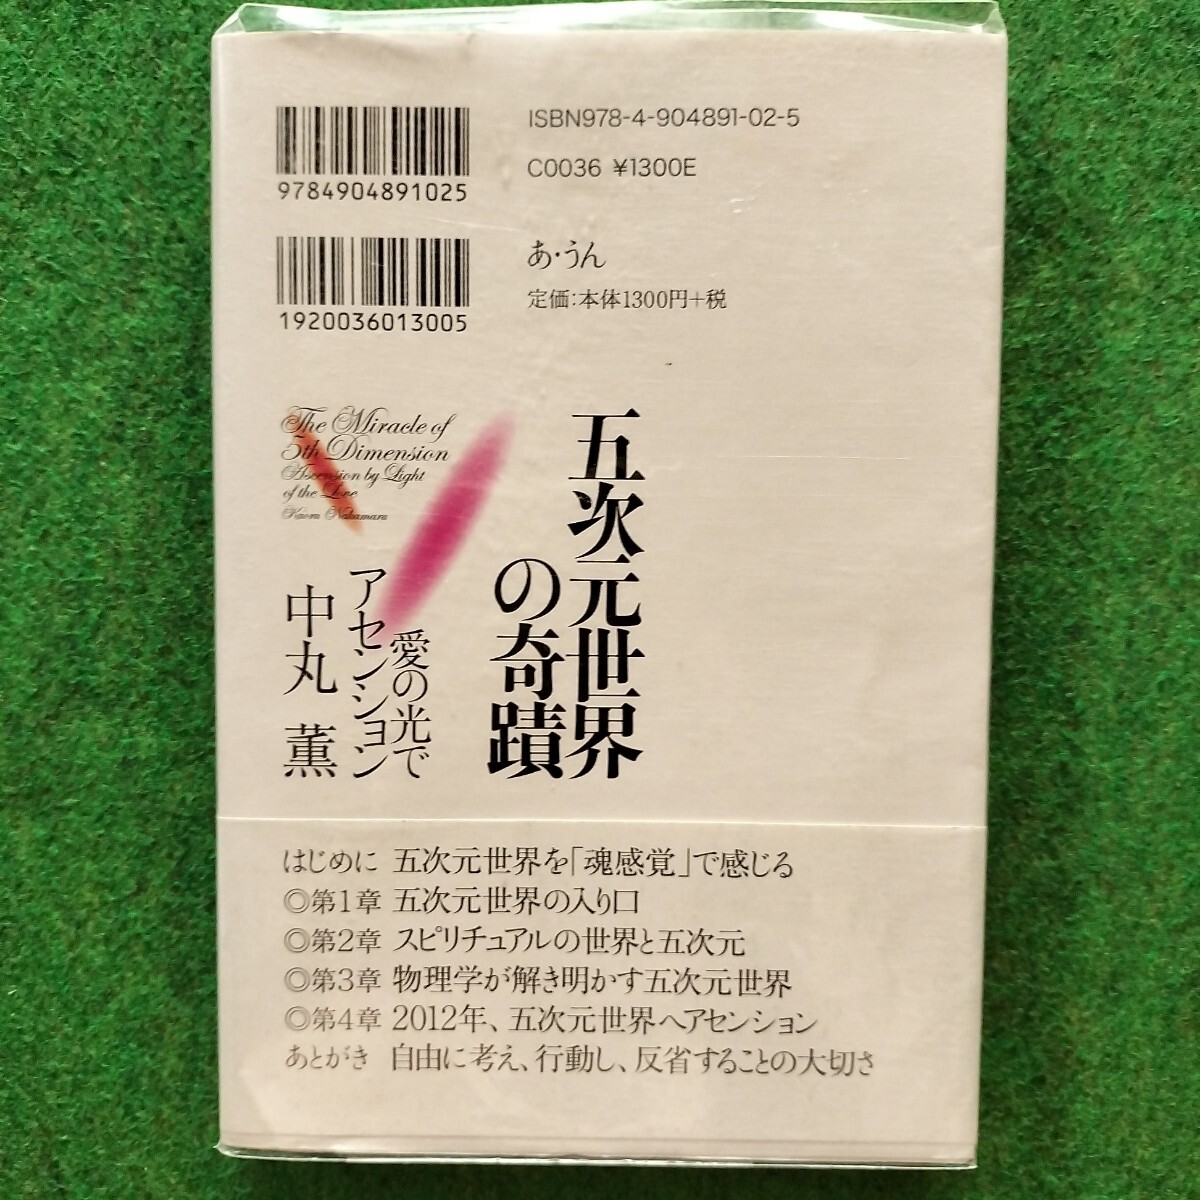 ISBN978-4-904891-02-5
C0036 ¥1300E
9784904891025
あ・うん
定価：本体1300円+税
1920036013005
The Miracle of
5th Dimension
Ascension by Light
of the Love
Kaoru Nakamaru
五次元世界
の奇蹟
愛の光で
アセンション
中丸 薫
はじめに 五次元世界を「魂感覚」で感じる
◎第1章 五次元世界の入り口
◎第2章 スピリチュアルの世界と五次元
◎第3章 物理学が解き明かす五次元世界
◎第4章 2012年、五次元世界へアセンション
あとがき 自由に考え、行動し、反省することの大切さ